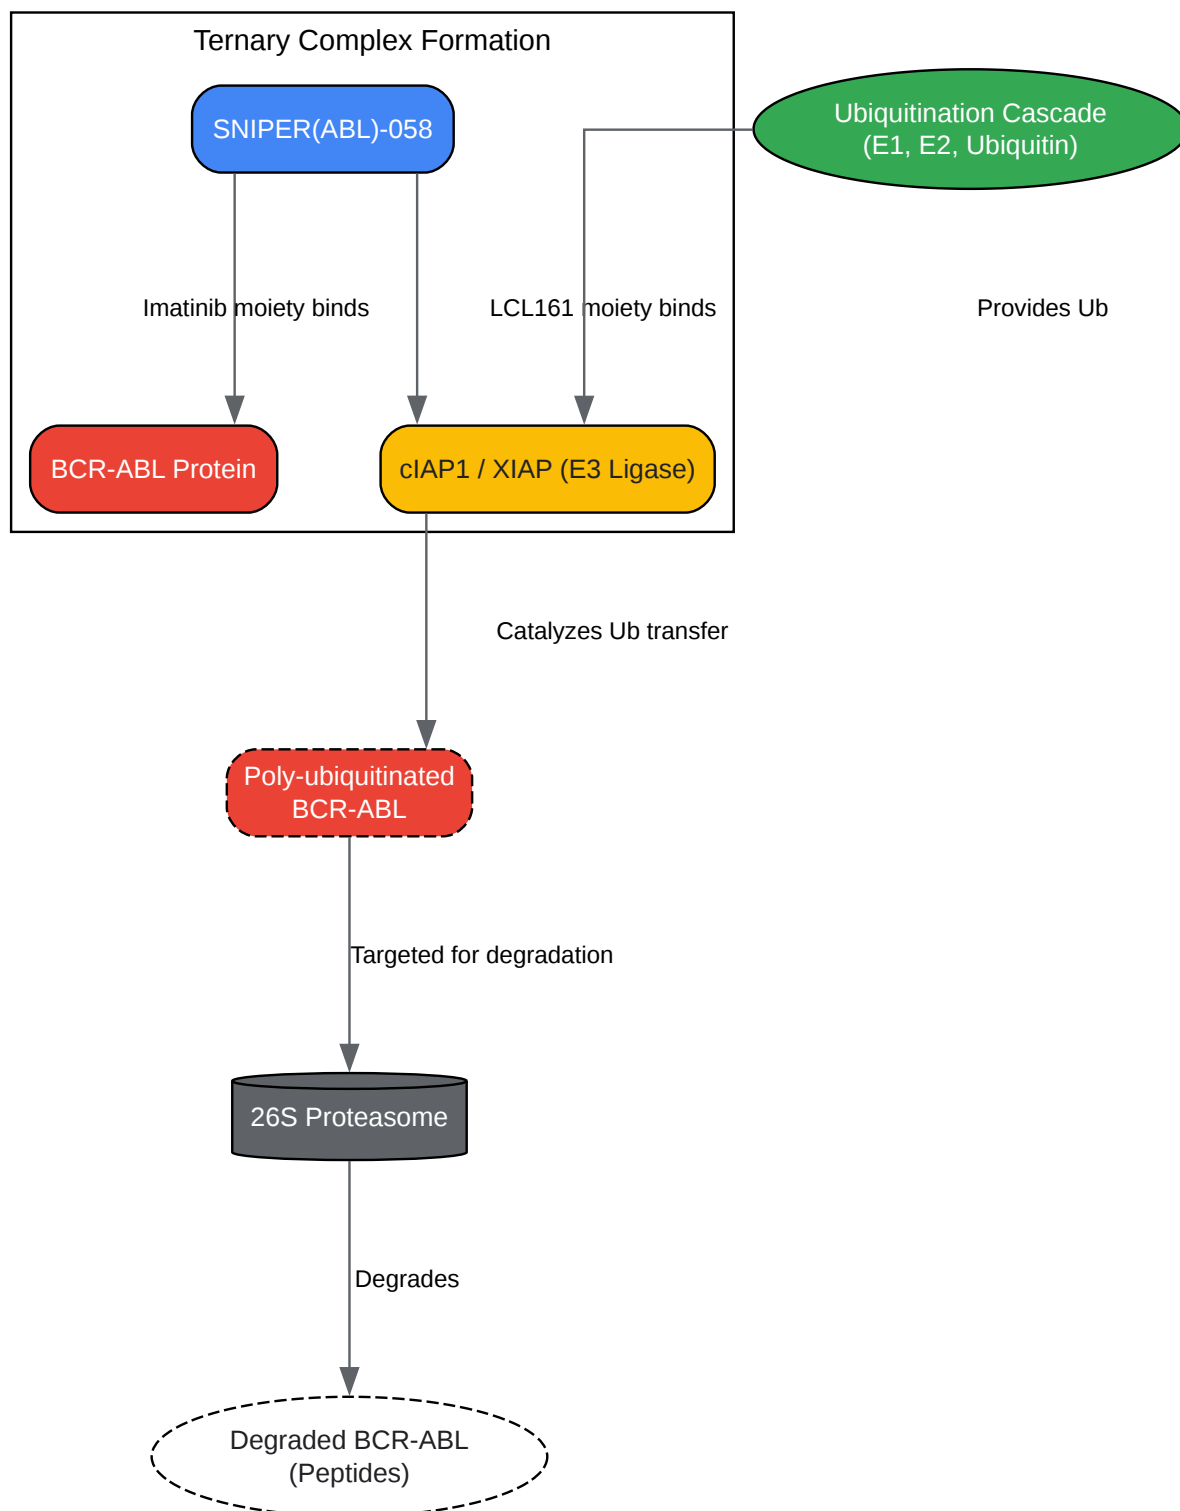 Ternary Complex Formation
SNIPER(ABL)-058
Ubiquitination Cascade
(E1, E2, Ubiquitin)
Imatinib moiety binds
LCL161 moiety binds
Provides Ub
BCR-ABL Protein
cIAP1 / XIAP (E3 Ligase)
Catalyzes Ub transfer
Poly-ubiquitinated
BCR-ABL
Targeted for degradation
26S Proteasome
Degrades
Degraded BCR-ABL
(Peptides)